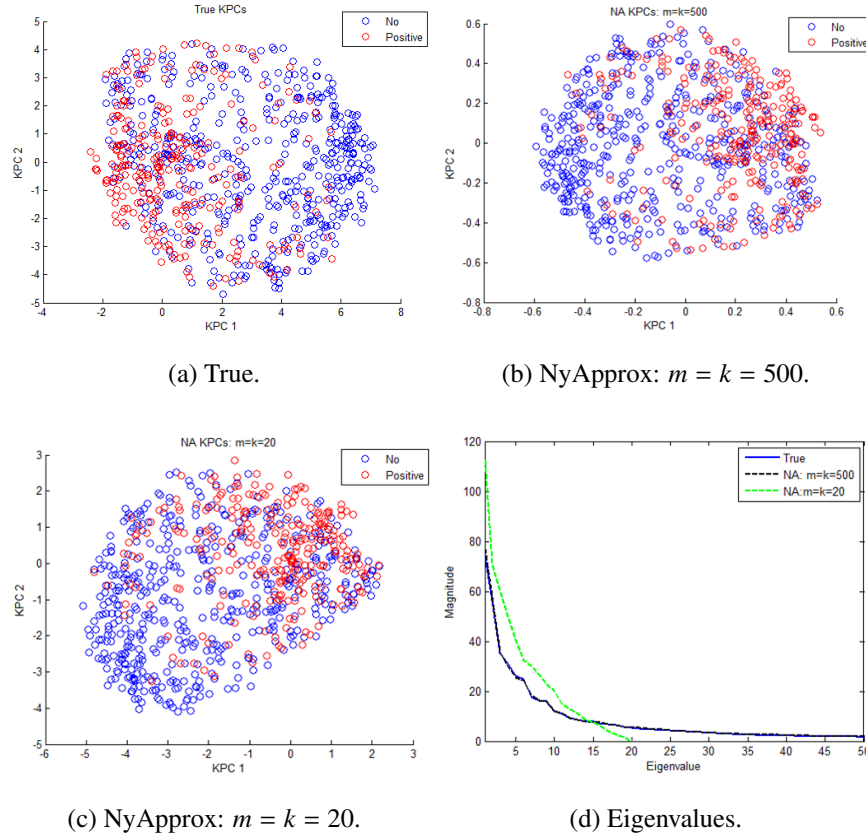 True KPCs
No
Positive
5
4
3
2
1
0
-1
-2
-3
-4
-5
-4
-2
0
2
4
6
8
KPC 2
KPC 1
(a) True.
NA KPCs: m=k=500
No
Positive
0.6
0.4
0.2
0
-0.2
-0.4
-0.6
-0.8
-0.8
-0.6
-0.4
-0.2
0
0.2
0.4
0.6
KPC 2
KPC 1
(b) NyApprox: m = k = 500.
NA KPCs: m=k=20
No
Positive
3
2
1
0
-1
-2
-3
-4
-5
-6
-5
-4
-3
-2
-1
0
1
2
3
KPC 2
KPC 1
(c) NyApprox: m = k = 20.
True
NA: m=k=500
NA:m=k=20
120
100
80
60
40
20
0
5
10
15
20
25
30
35
40
45
50
Magnitude
Eigenvalue
(d) Eigenvalues.